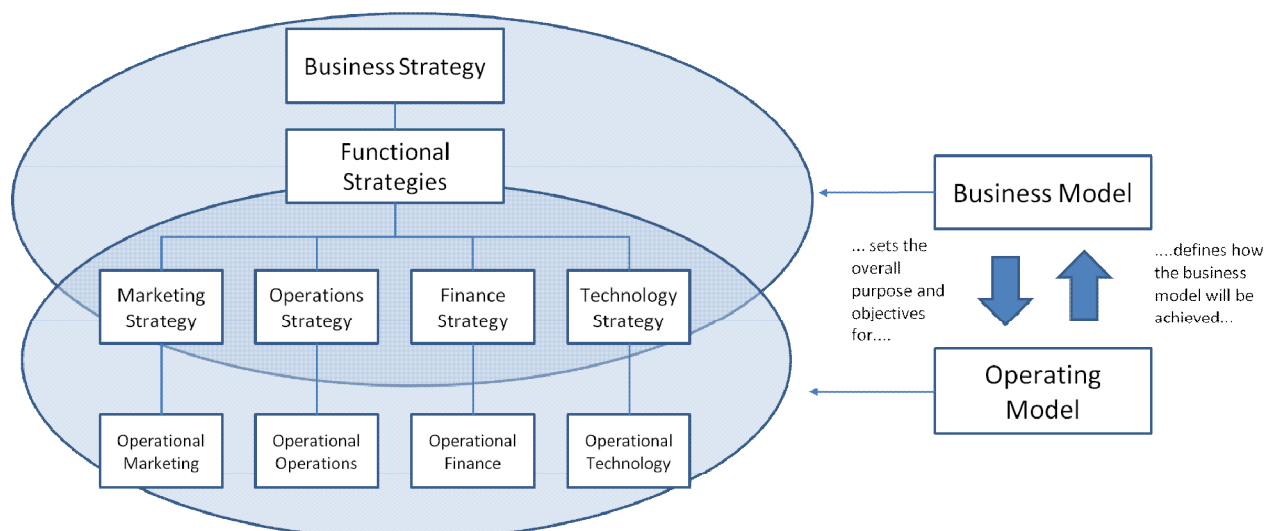 Business Strategy
Functional
Strategies
Marketing
Strategy
Operations
Strategy
Finance
Strategy
Technology
Strategy
Operational
Marketing
Operational
Operations
Operational
Finance
Operational
Technology
Business Model
... sets the
overall
purpose and
objectives
for....
....defines how
the business
model will be
achieved...
Operating
Model